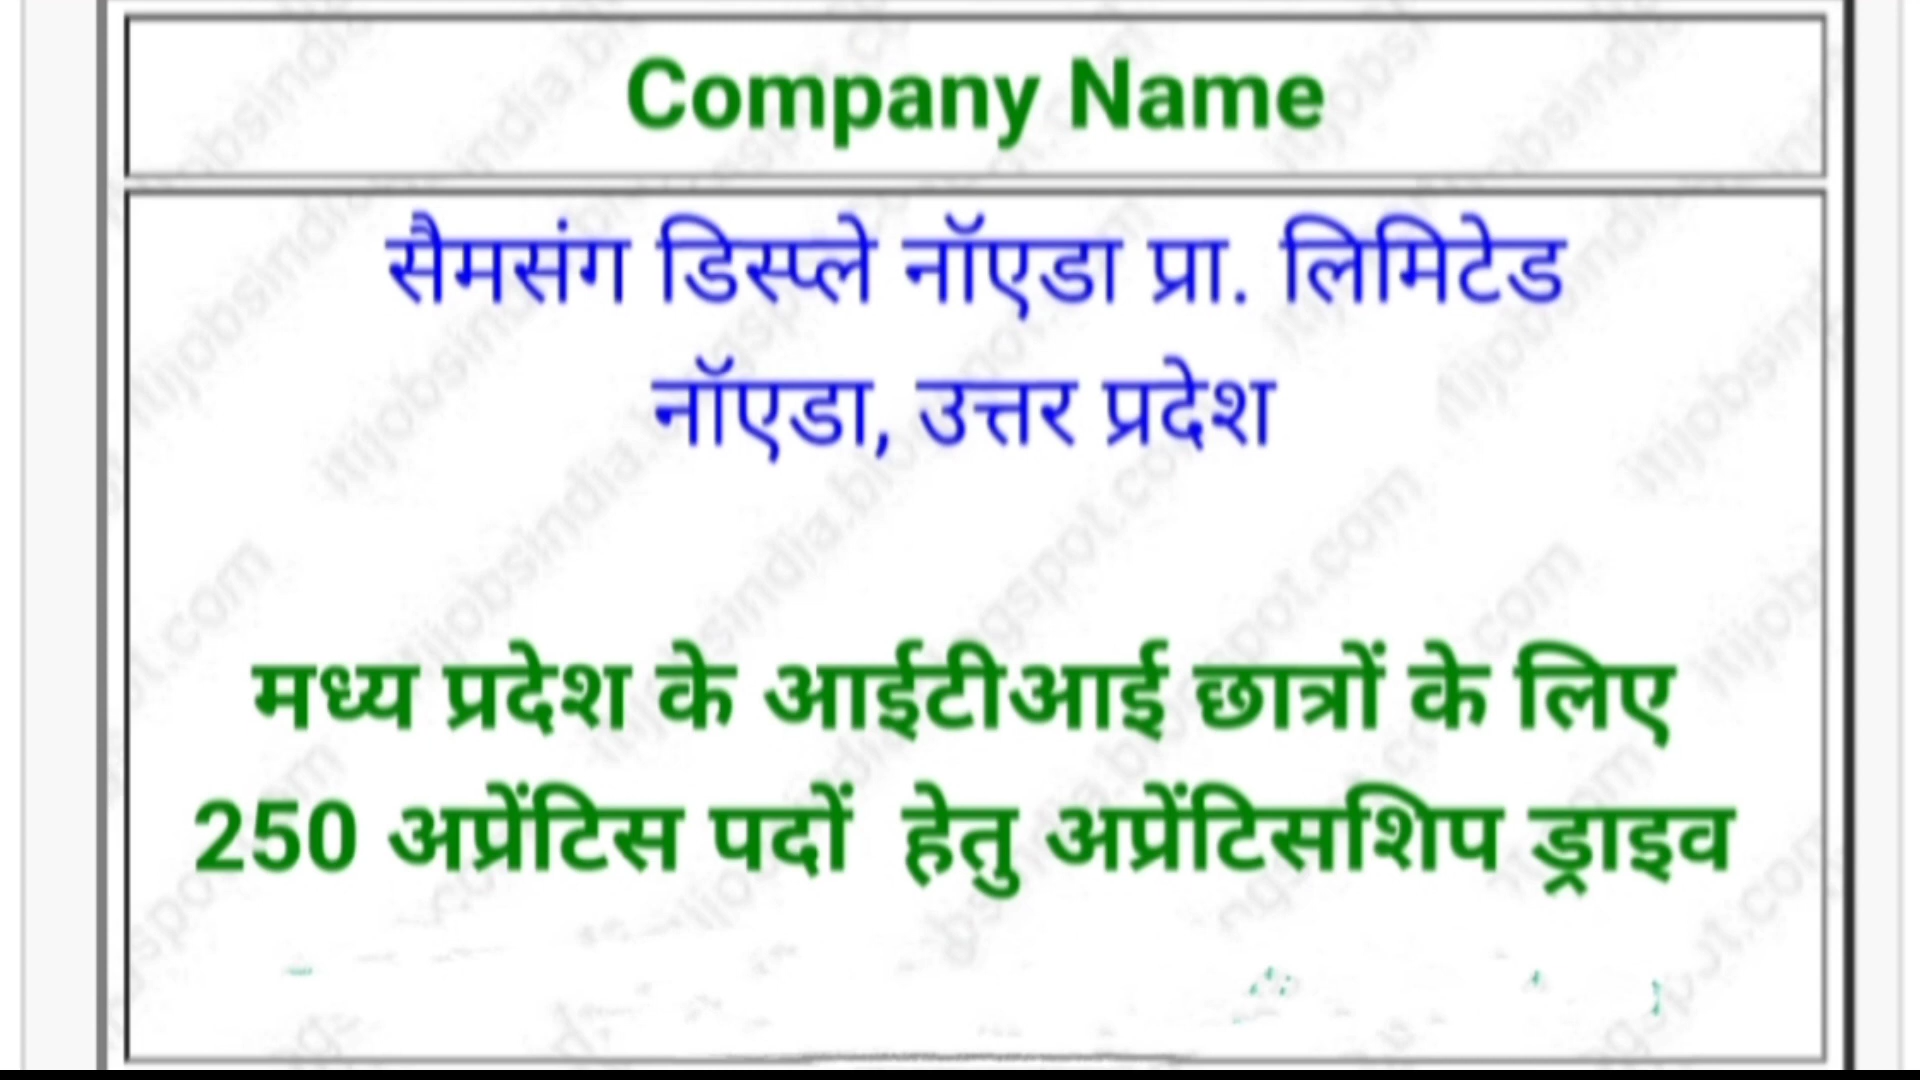 Company Name
सैमसंग डिस्प्ले नॉएडा प्रा. लिमिटेड
नॉएडा, उत्तर प्रदेश
मध्य प्रदेश के आईटीआई छात्रों के लिए
250 अप्रेंटिस पदों हेतु अप्रेंटिसशिप ड्राइव